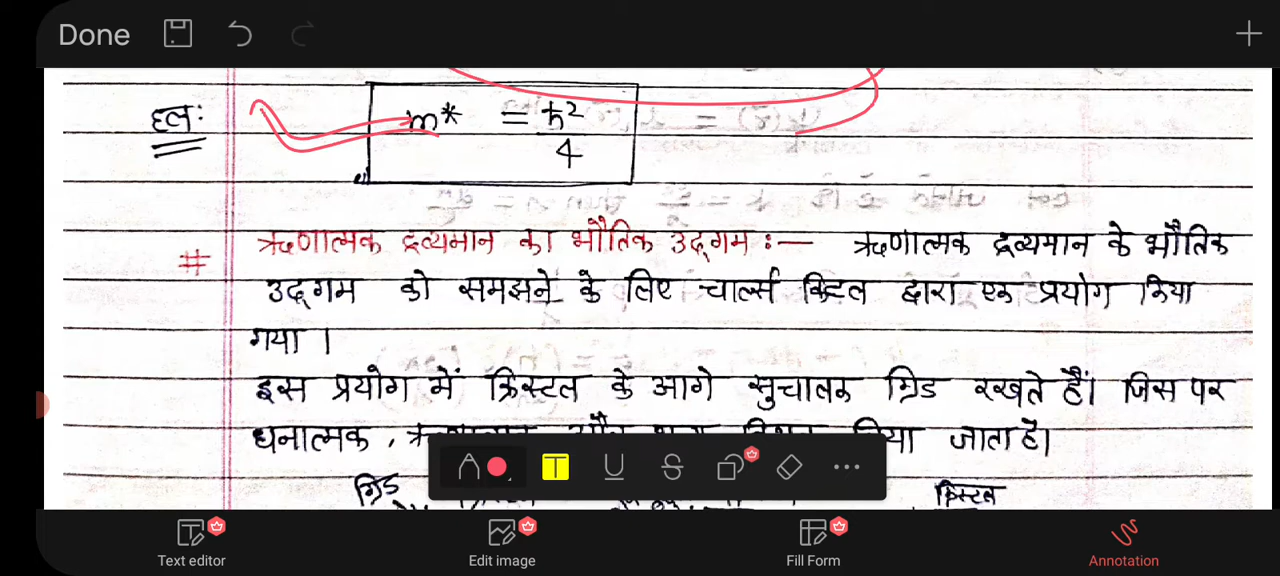 Done
हलः
m* = ħ²/4
# ऋणात्मक द्रव्यमान का भौतिक उद्गम :— ऋणात्मक द्रव्यमान के भौतिक
उद्गम को समझने के लिए चार्ल्स किटल द्वारा एक प्रयोग किया
गया ।
इस प्रयोग में क्रिस्टल के आगे सुचालक ग्रिड रखते हैं। जिस पर
धनात्मक, किया जाता है।
ग्रिड क्रिस्टल
Text editor Edit image Fill Form Annotation